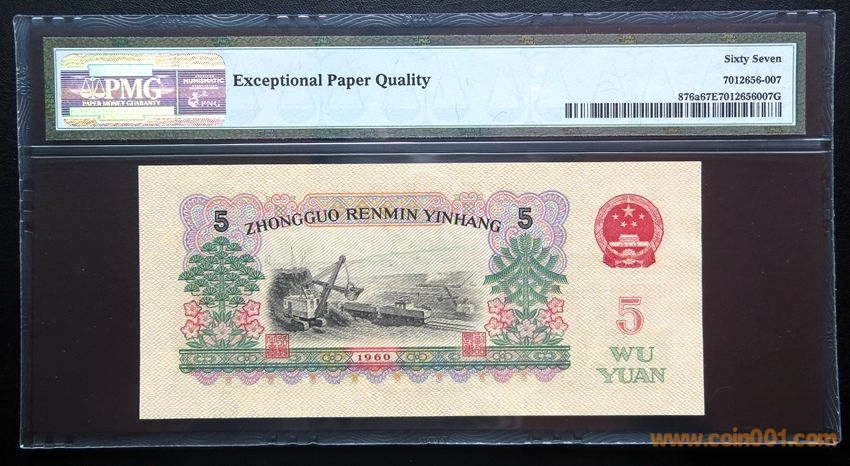 PMG
PAPER MONEY GUARANTY
NUMISMATIC
PNG
Exceptional Paper Quality
Sixty Seven
7012656-007
876a67E7012656007G
5 ZHONGGUO RENMIN YINHANG 5
1960
5
WU
YUAN
www.coin001.com